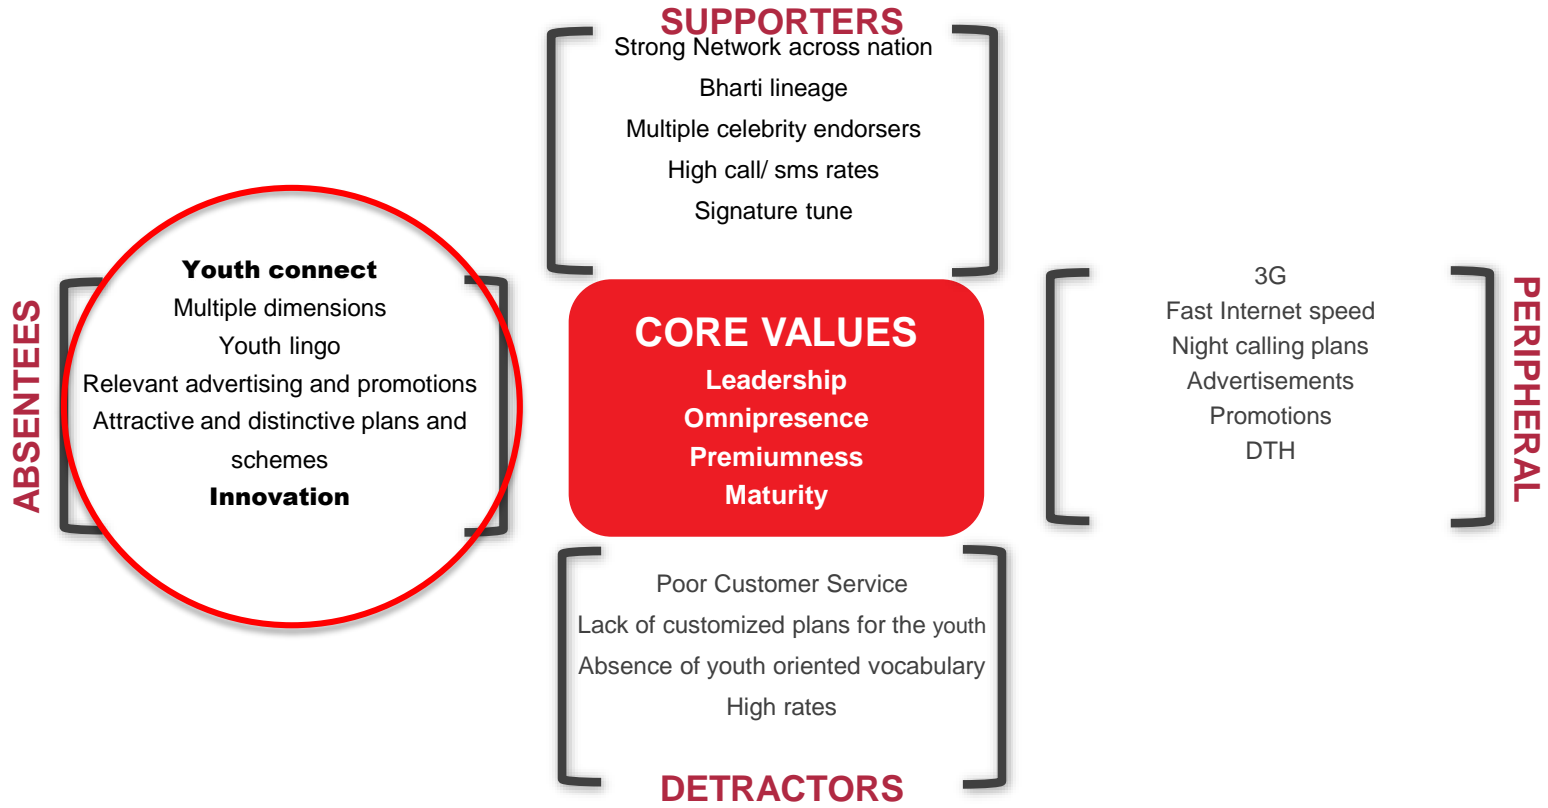 SUPPORTERS
Strong Network across nation
Bharti lineage
Multiple celebrity endorsers
High call/ sms rates
Signature tune
ABSENTEES
Youth connect
Multiple dimensions
Youth lingo
Relevant advertising and promotions
Attractive and distinctive plans and
schemes
Innovation
CORE VALUES
Leadership
Omnipresence
Premiumness
Maturity
3G
Fast Internet speed
Night calling plans
Advertisements
Promotions
DTH
PERIPHERAL
Poor Customer Service
Lack of customized plans for the youth
Absence of youth oriented vocabulary
High rates
DETRACTORS